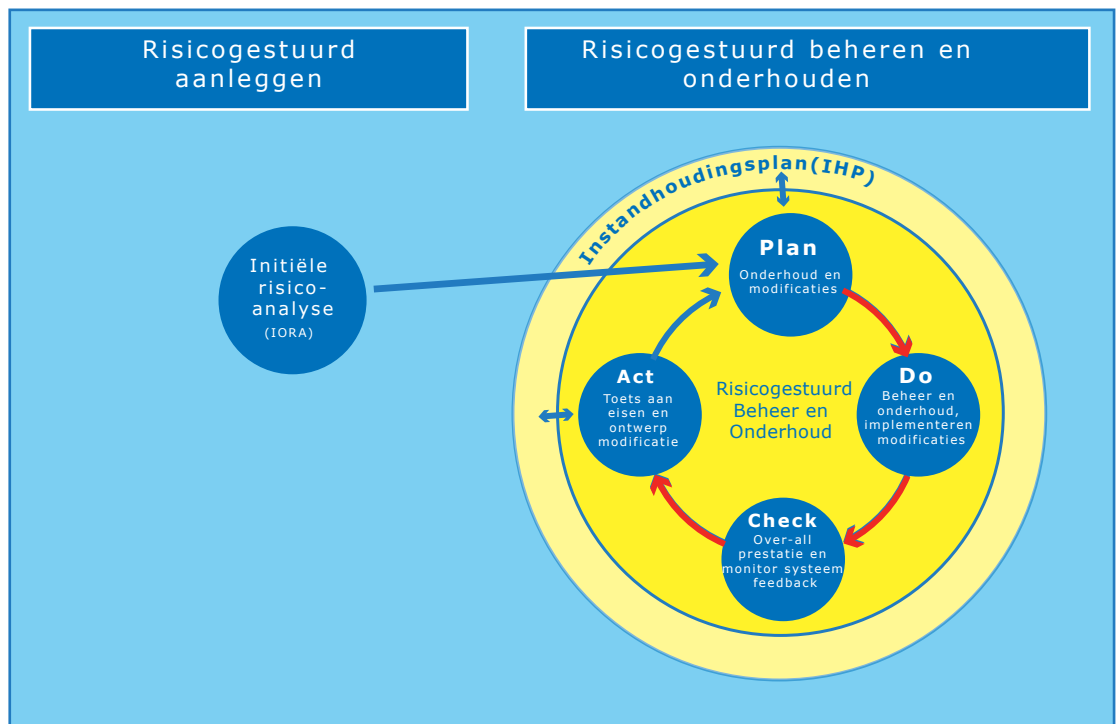 Risicogestuurd
aanleggen
Risicogestuurd beheren en
onderhouden
Instandhoudingsplan(IHP)
Initiële
risico-
analyse
(IORA)
Plan
Onderhoud en
modificaties
Do
Beheer en
onderhoud,
implementeren
modificaties
Check
Over-all
prestatie en
monitor systeem
feedback
Act
Toets aan
eisen en
ontwerp
modificatie
Risicogestuurd
Beheer en
Onderhoud